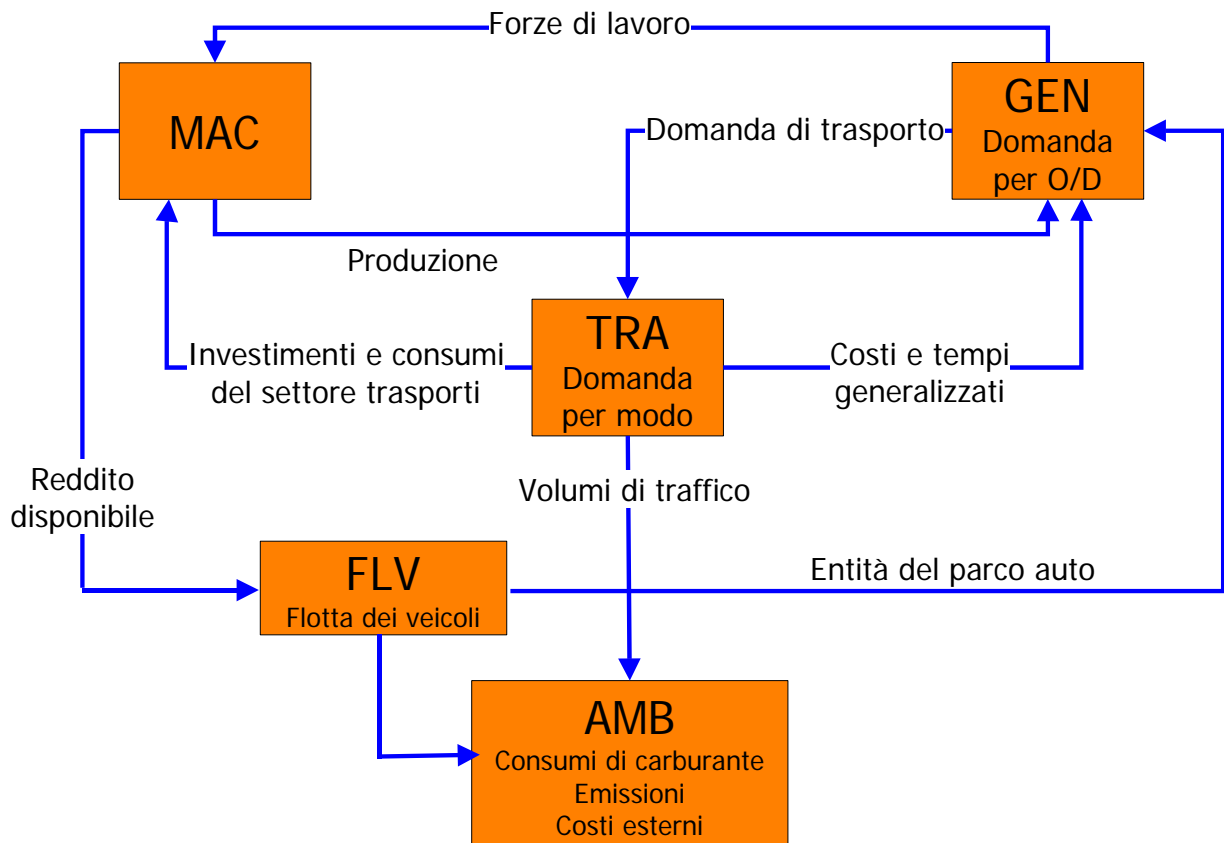 Forze di lavoro
MAC
GEN
Domanda
per O/D
Domanda di trasporto
Produzione
TRA
Domanda
per modo
Investimenti e consumi
del settore trasporti
Costi e tempi
generalizzati
Reddito
disponibile
Volumi di traffico
FLV
Flotta dei veicoli
Entità del parco auto
AMB
Consumi di carburante
Emissioni
Costi esterni